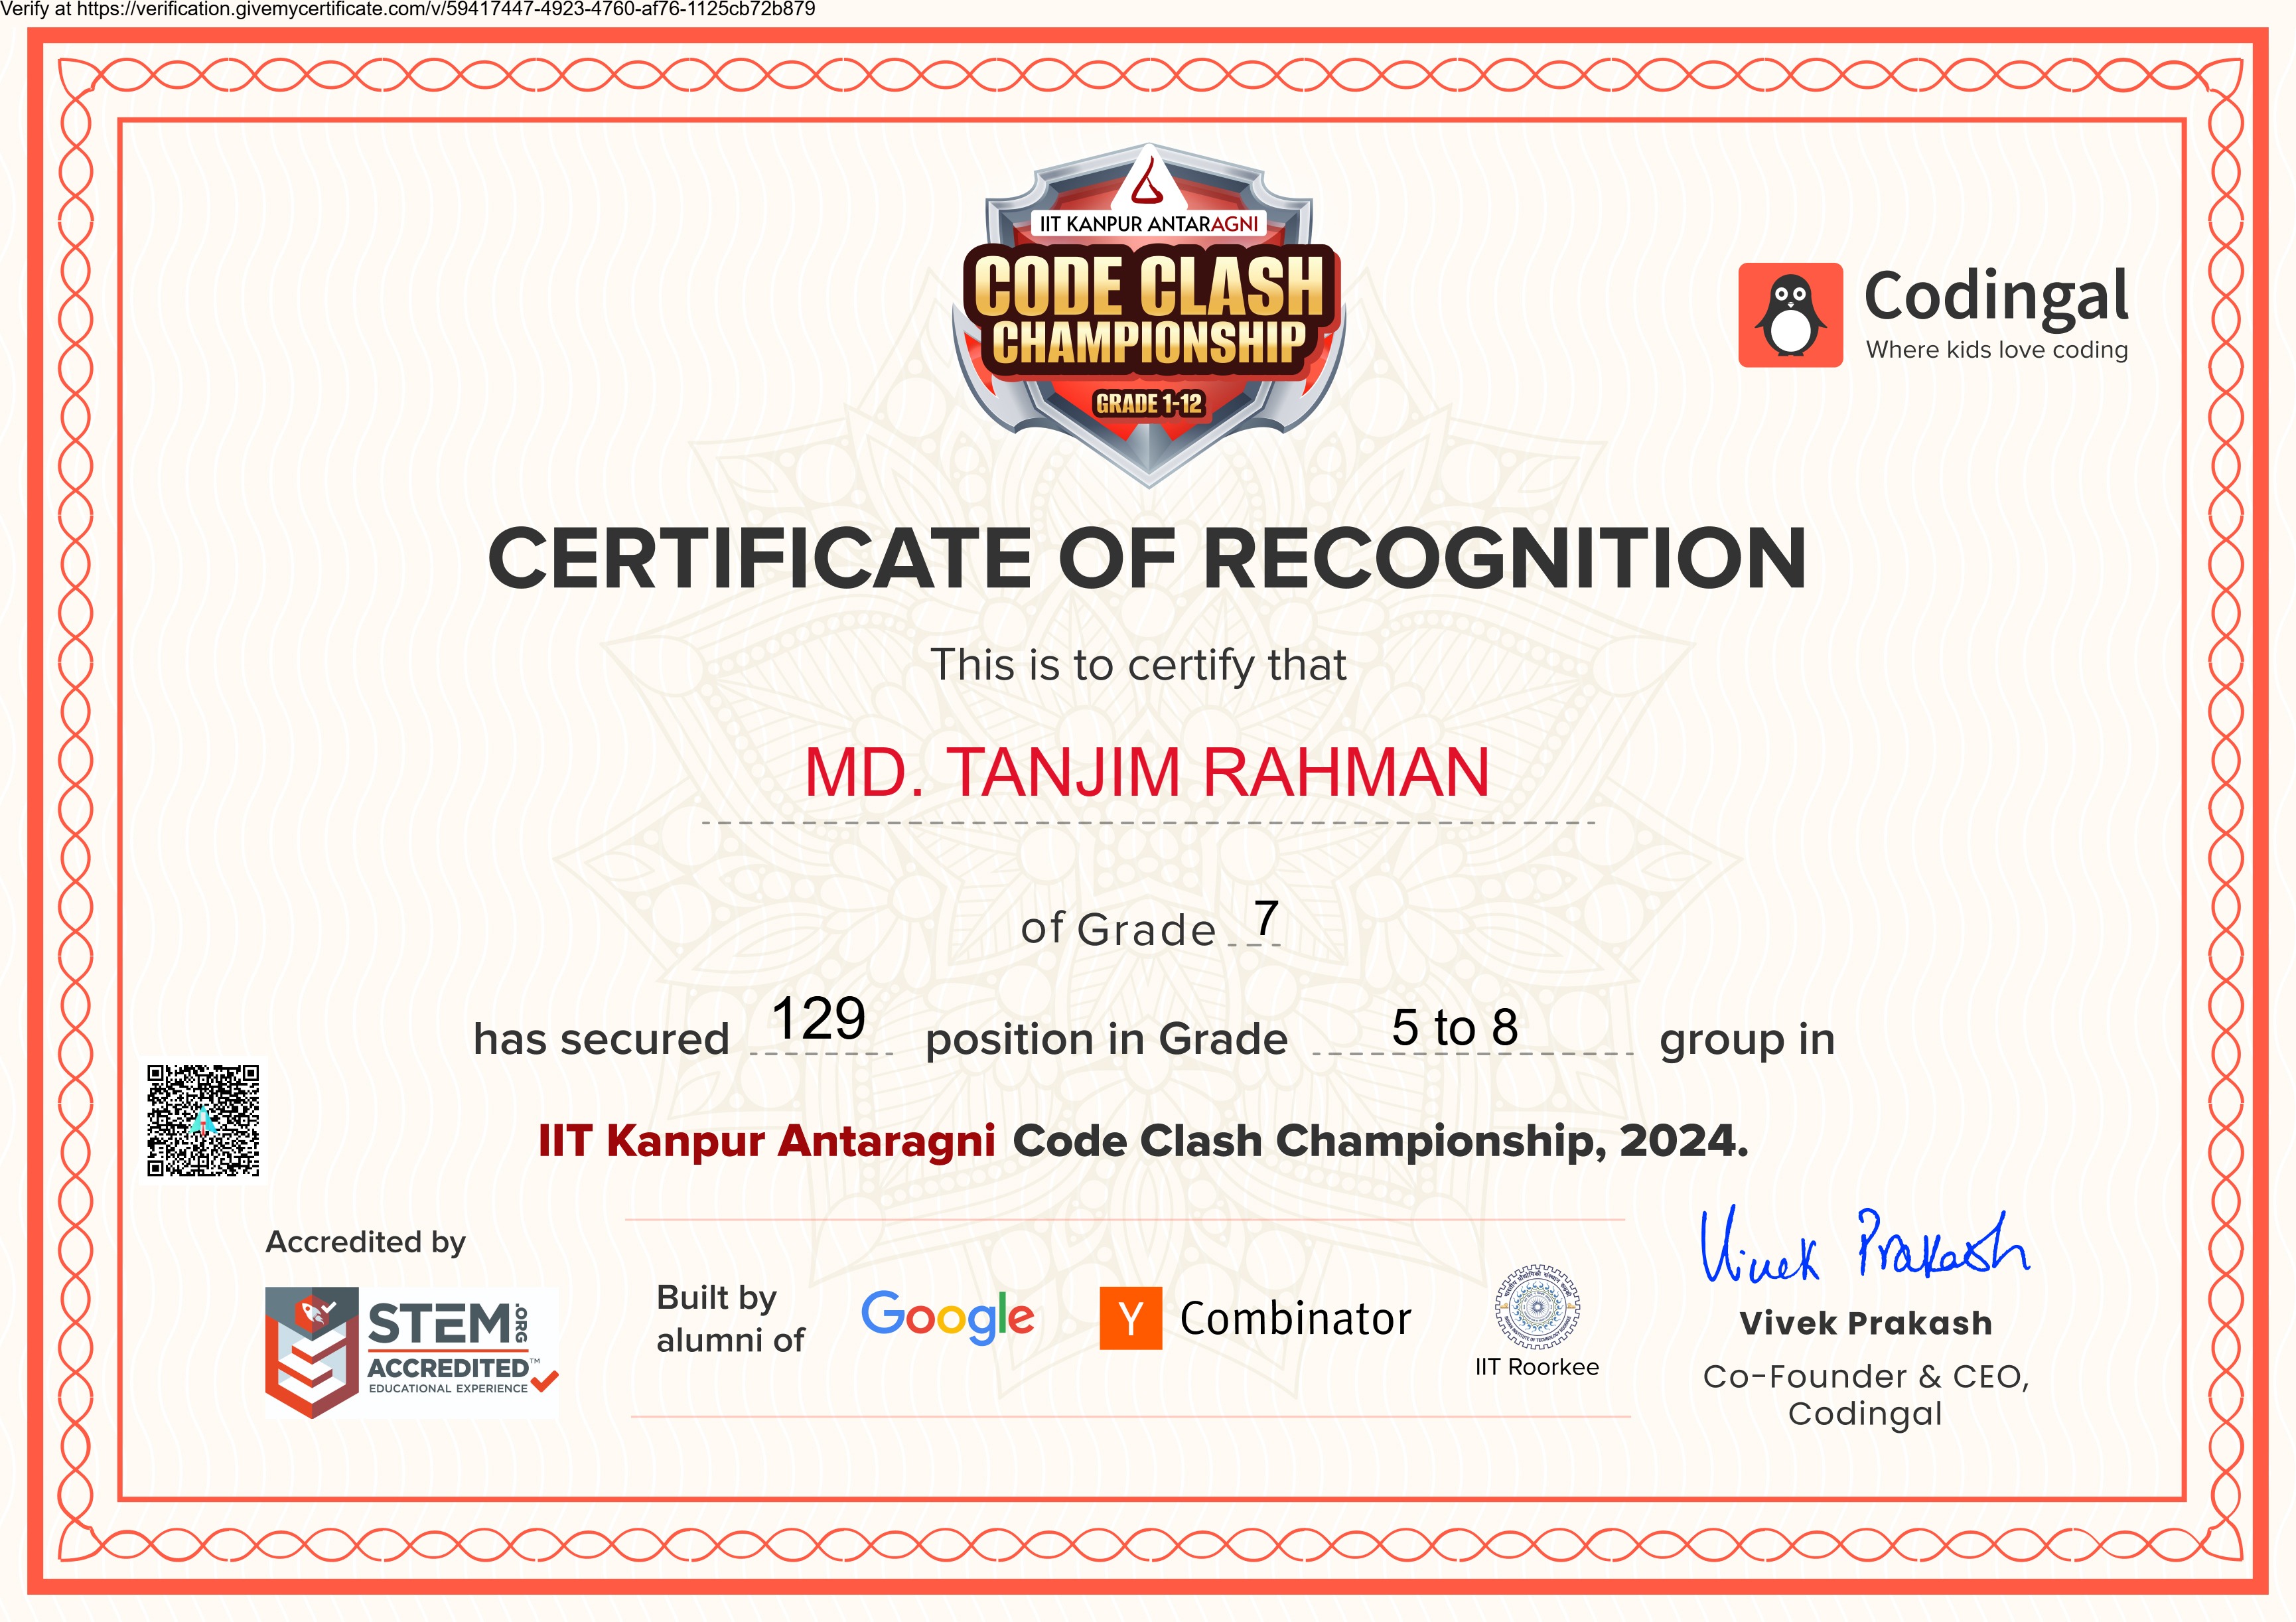 Verify at https://verification.givemycertificate.com/v/59417447-4923-4760-af76-1125cb72b879
IIT KANPUR ANTARAGNI
CODE CLASH
CHAMPIONSHIP
GRADE 1-12
Codingal
Where kids love coding
CERTIFICATE OF RECOGNITION
This is to certify that
MD. TANJIM RAHMAN
of Grade 7
has secured 129 position in Grade 5 to 8 group in
IIT Kanpur Antaragni Code Clash Championship, 2024.
Accredited by
STEM.ORG
ACCREDITED™
EDUCATIONAL EXPERIENCE
Built by
alumni of
Google
Y Combinator
IIT Roorkee
Vivek Prakash
Vivek Prakash
Co-Founder & CEO,
Codingal